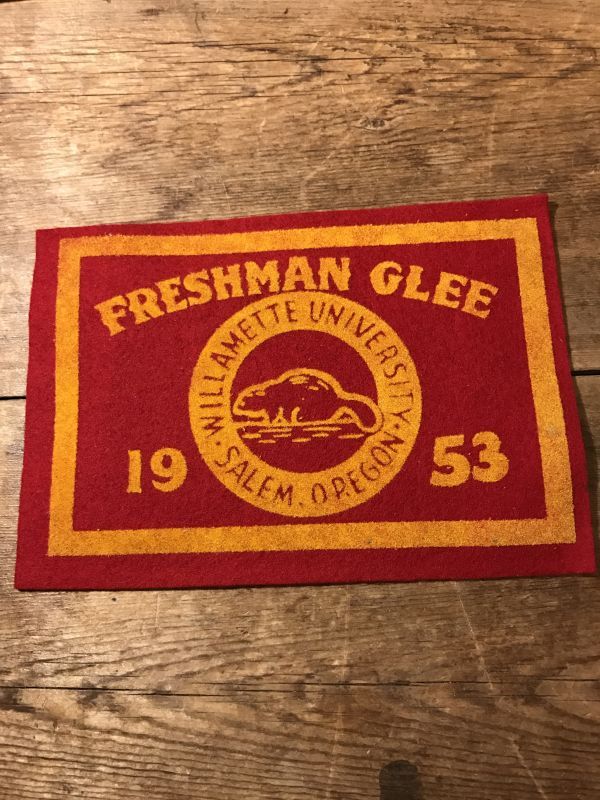 FRESHMAN GLEE
WILLAMETTE UNIVERSITY
SALEM, OREGON
19 53